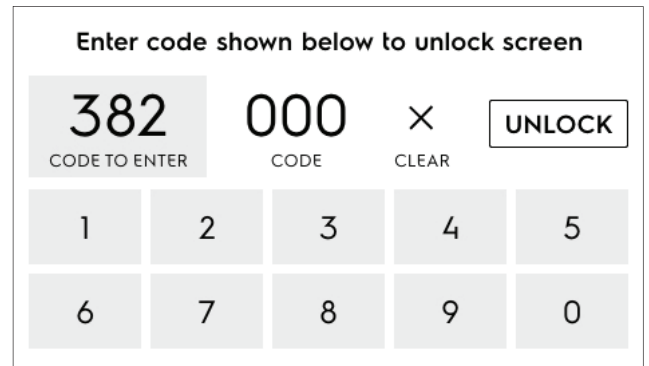 Enter code shown below to unlock screen
382 000 × UNLOCK
CODE TO ENTER CODE CLEAR
1 2 3 4 5
6 7 8 9 0